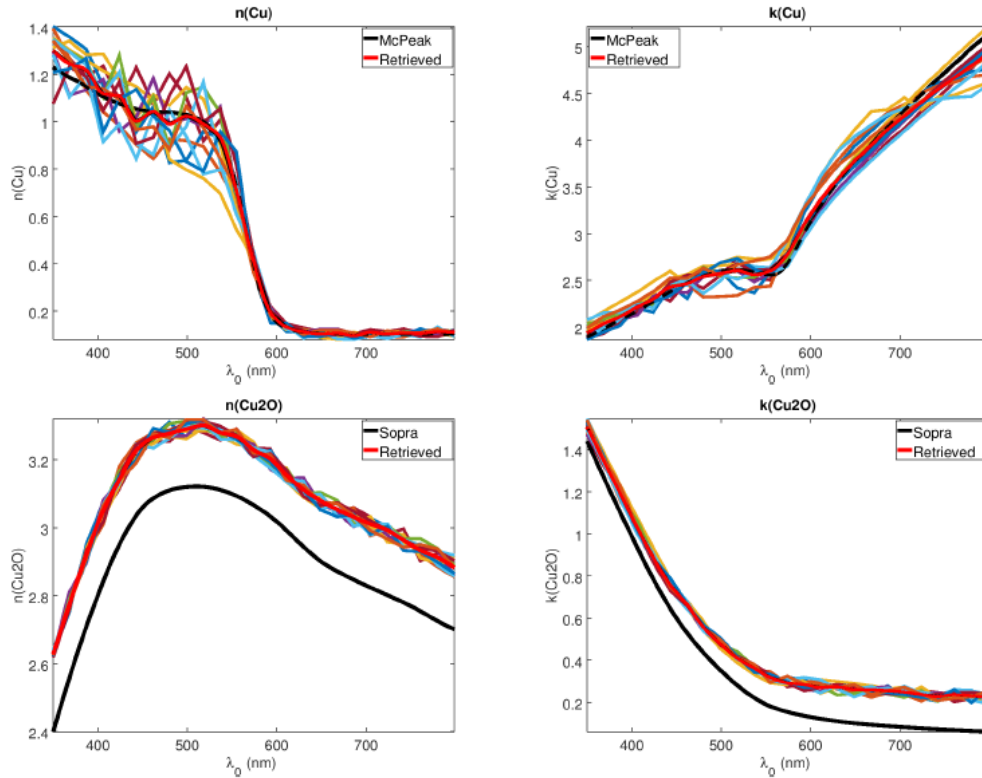 n(Cu)
1.4
1.2
1
0.8
0.6
0.4
0.2
n(Cu)
400
500
600
700
λ0 (nm)
McPeak
Retrieved
k(Cu)
5
4.5
4
3.5
3
2.5
2
k(Cu)
400
500
600
700
λ0 (nm)
McPeak
Retrieved
n(Cu2O)
3.2
3
2.8
2.6
2.4
n(Cu2O)
400
500
600
700
λ0 (nm)
Sopra
Retrieved
k(Cu2O)
1.4
1.2
1
0.8
0.6
0.4
0.2
k(Cu2O)
400
500
600
700
λ0 (nm)
Sopra
Retrieved